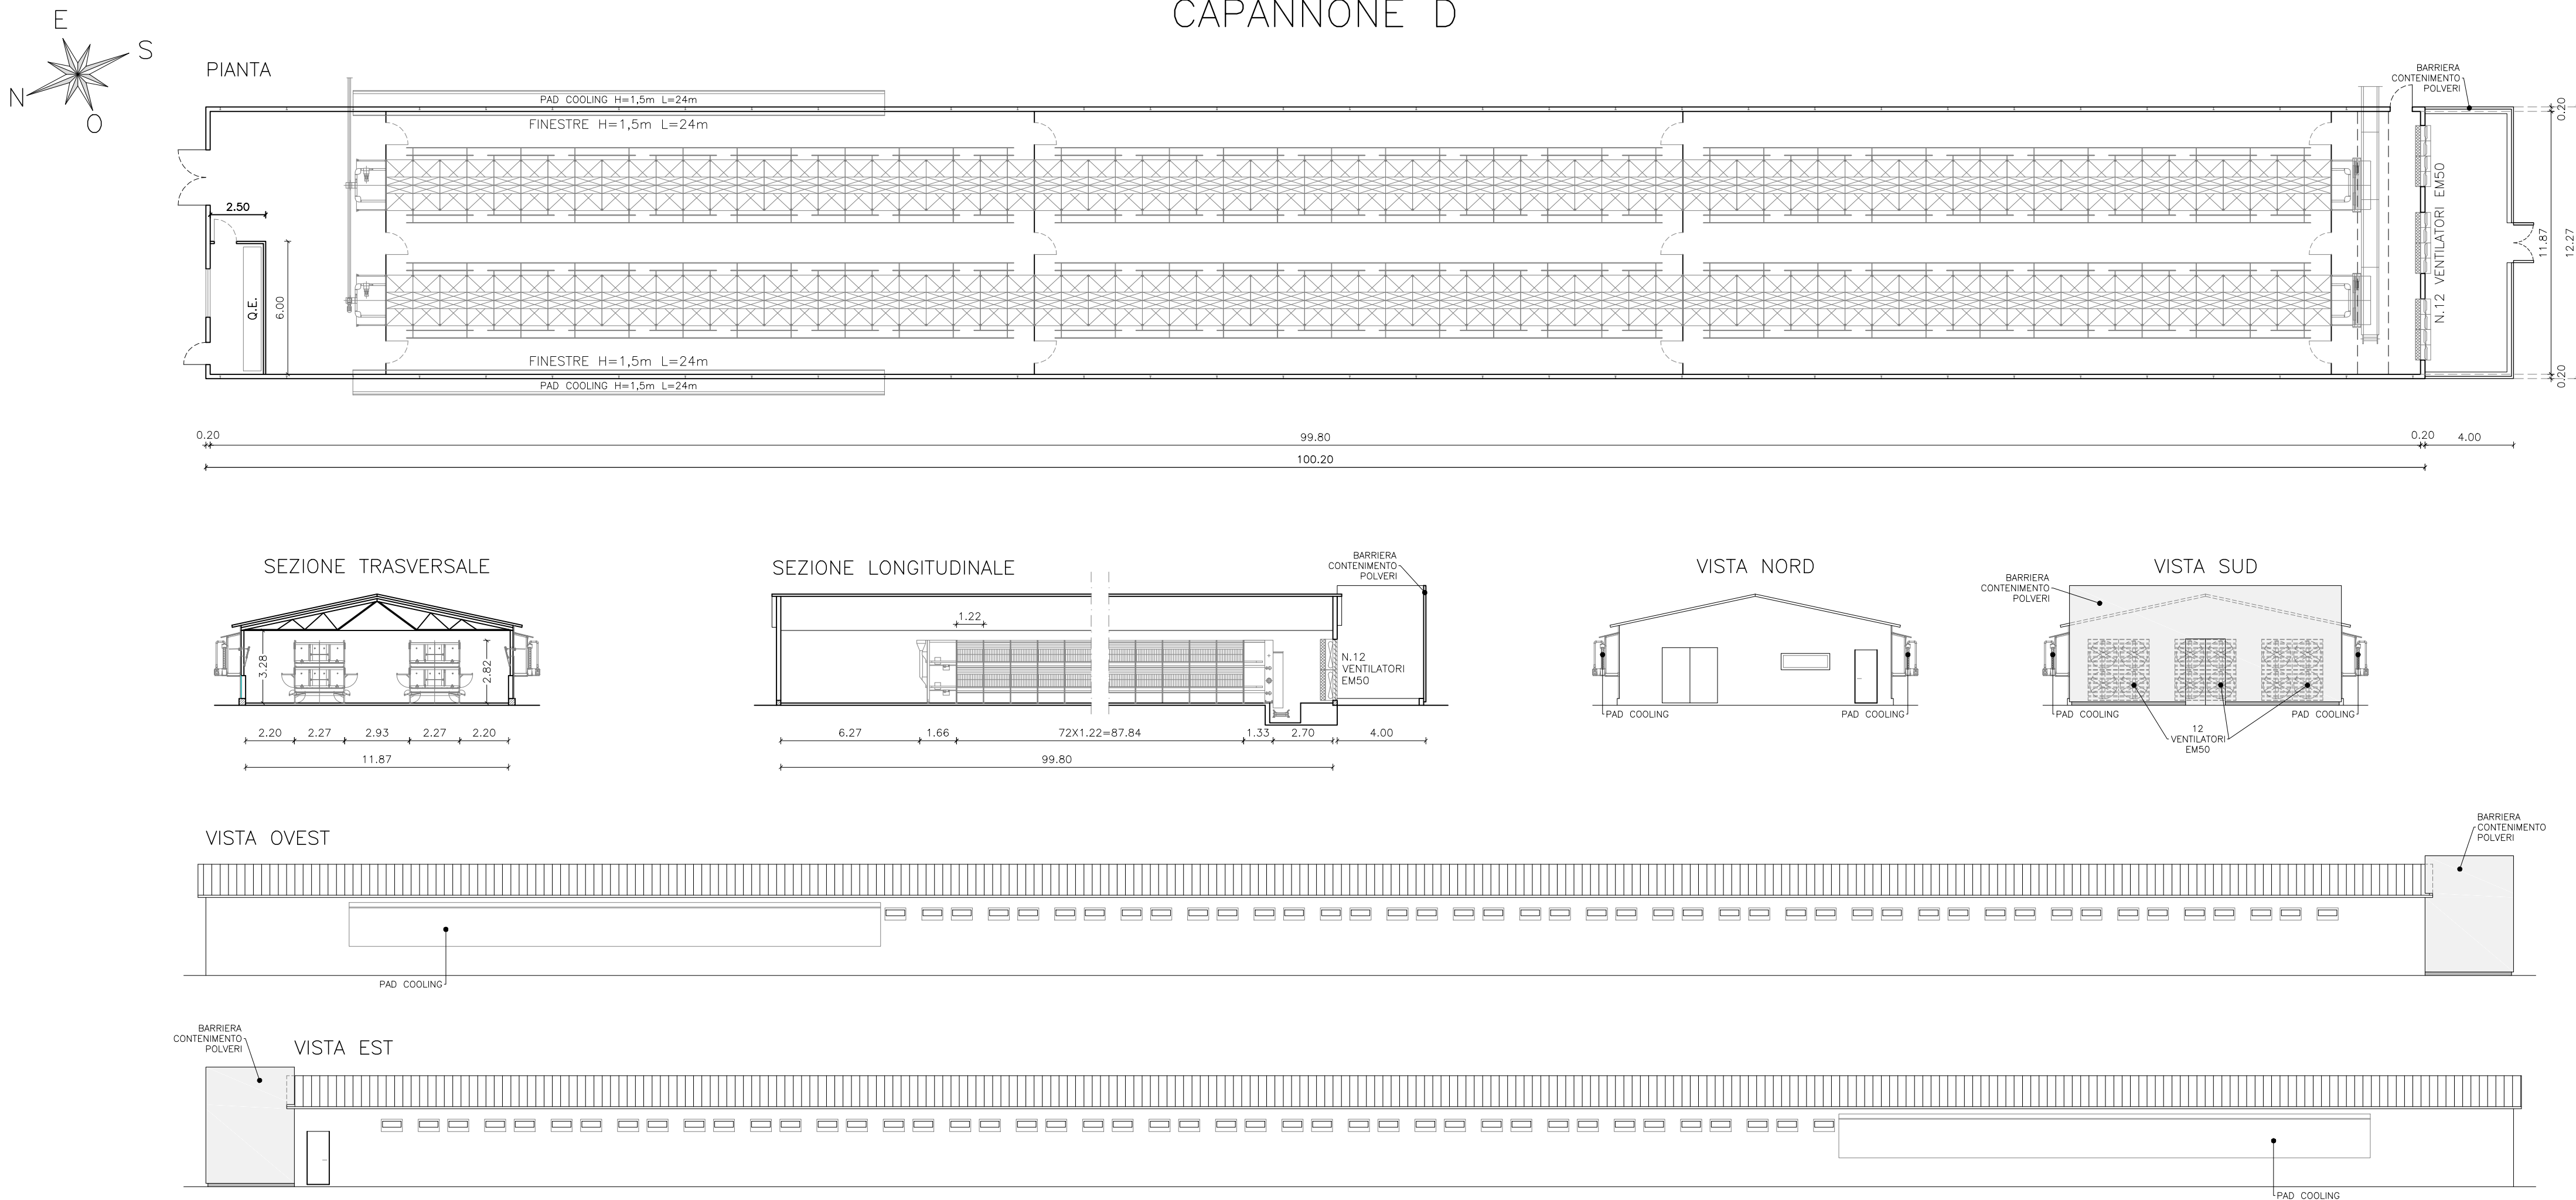 CAPANNONE D
E
S
N
O
PIANTA
BARRIERA
CONTENIMENTO
POLVERI
PAD COOLING H=1,5m L=24m
FINESTRE H=1,5m L=24m
0.20
2.50
Q.E.
6.00
N.12 VENTILATORI EM50
11.87
12.27
FINESTRE H=1,5m L=24m
PAD COOLING H=1,5m L=24m
0.20
0.20
99.80
0.20
4.00
100.20
SEZIONE TRASVERSALE
3.28
2.82
2.20
2.27
2.93
2.27
2.20
11.87
SEZIONE LONGITUDINALE
BARRIERA
CONTENIMENTO
POLVERI
1.22
N.12
VENTILATORI
EM50
6.27
1.66
72X1.22=87.84
1.33
2.70
4.00
99.80
VISTA NORD
PAD COOLING
PAD COOLING
VISTA SUD
BARRIERA
CONTENIMENTO
POLVERI
PAD COOLING
PAD COOLING
12
VENTILATORI
EM50
VISTA OVEST
BARRIERA
CONTENIMENTO
POLVERI
PAD COOLING
BARRIERA
CONTENIMENTO
POLVERI
VISTA EST
PAD COOLING